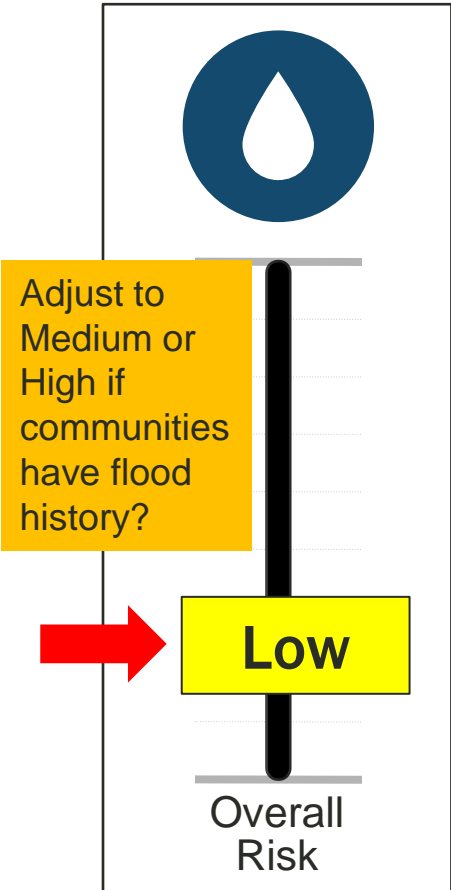 Adjust to
Medium or
High if
communities
have flood
history?
Low
Overall
Risk